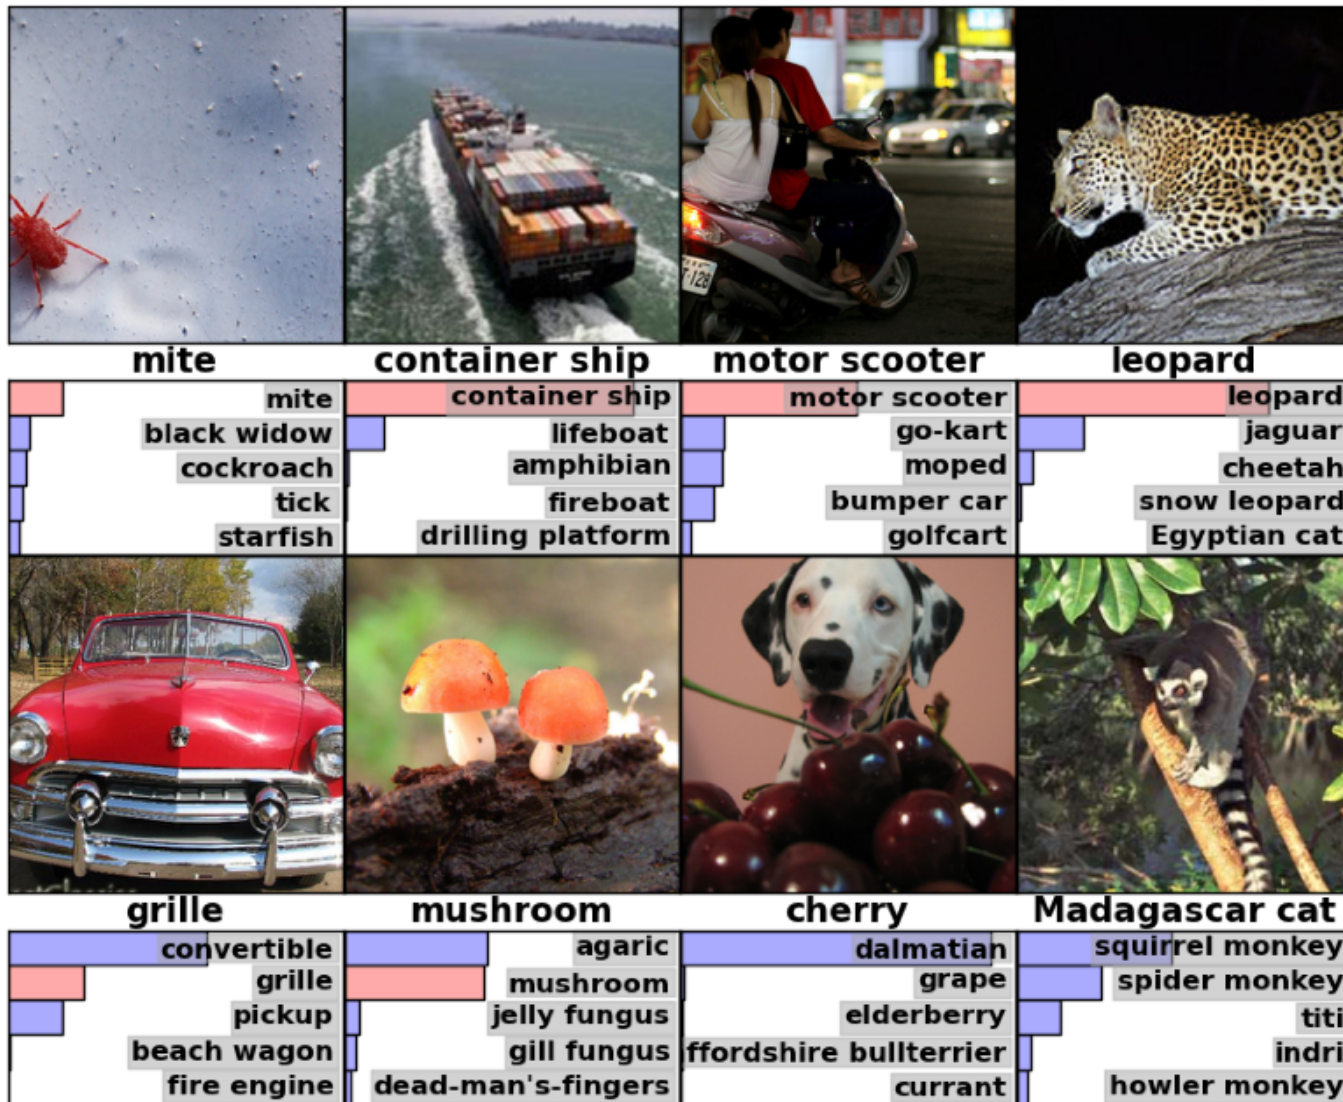 T-128
mite
container ship
motor scooter
leopard
mite
black widow
cockroach
tick
starfish
container ship
lifeboat
amphibian
fireboat
drilling platform
motor scooter
go-kart
moped
bumper car
golfcart
leopard
jaguar
cheetah
snow leopard
Egyptian cat
grille
mushroom
cherry
Madagascar cat
convertible
grille
pickup
beach wagon
fire engine
agaric
mushroom
jelly fungus
gill fungus
dead-man's-fingers
dalmatian
grape
elderberry
ffordshire bullterrier
currant
squirrel monkey
spider monkey
titi
indri
howler monkey